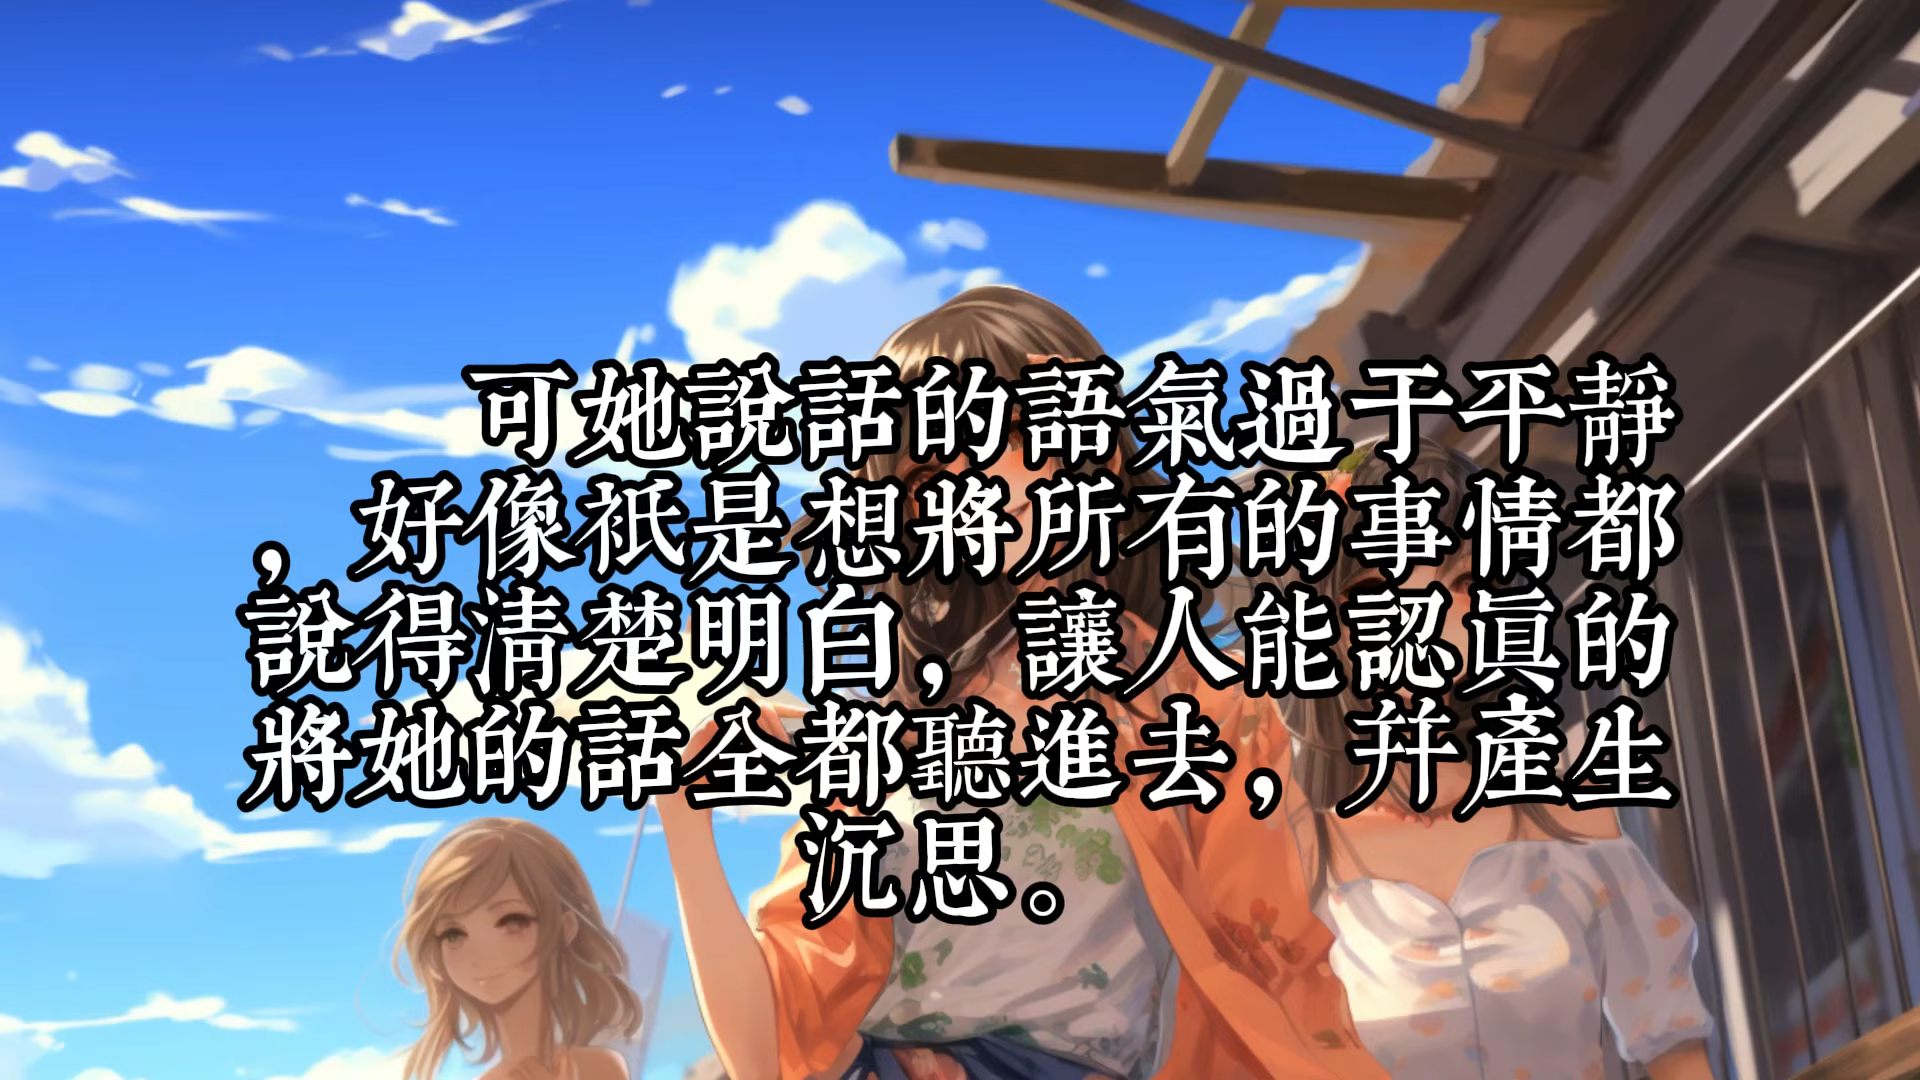 可她說話的語氣過于平靜
，好像衹是想將所有的事情都
說得清楚明白，讓人能認真的
將她的話全都聽進去，并產生
沉思。